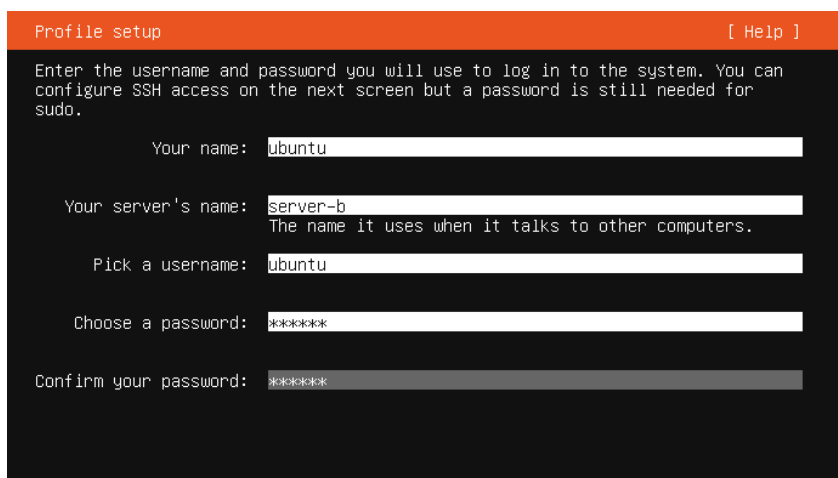 Profile setup [ Help ]
Enter the username and password you will use to log in to the system. You can
configure SSH access on the next screen but a password is still needed for
sudo.
Your name: ubuntu
Your server's name: server-b
The name it uses when it talks to other computers.
Pick a username: ubuntu
Choose a password: ******
Confirm your password: ******